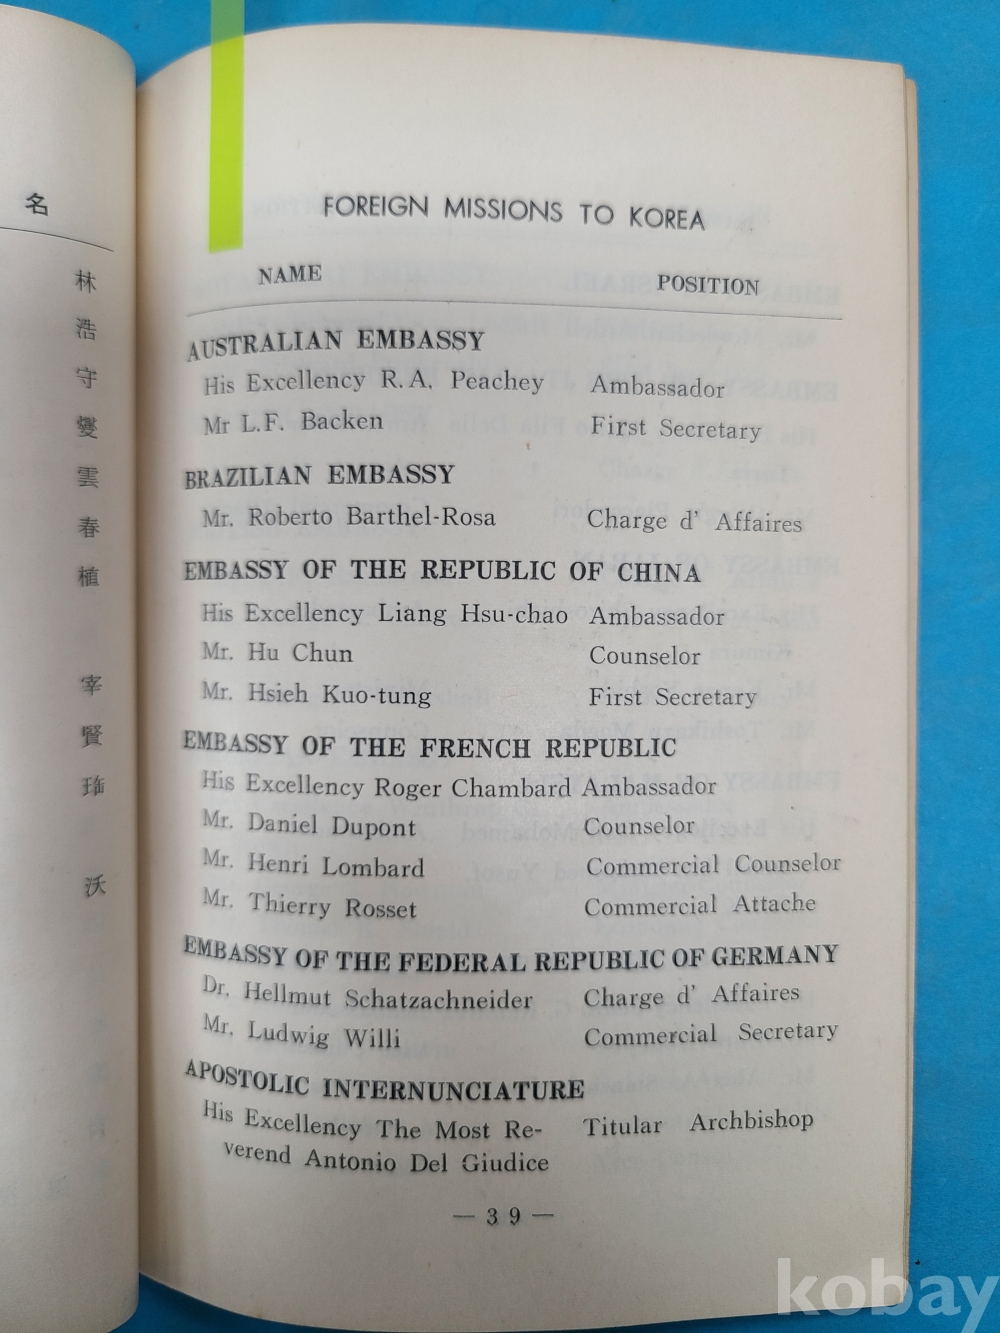 名
林
浩
守
燮
雲
春
植
宰
賢
沃
FOREIGN MISSIONS TO KOREA
NAME POSITION
AUSTRALIAN EMBASSY
His Excellency R.A. Peachey Ambassador
Mr L.F. Backen First Secretary
BRAZILIAN EMBASSY
Mr. Roberto Barthel-Rosa Charge d' Affaires
EMBASSY OF THE REPUBLIC OF CHINA
His Excellency Liang Hsu-chao Ambassador
Mr. Hu Chun Counselor
Mr. Hsieh Kuo-tung First Secretary
EMBASSY OF THE FRENCH REPUBLIC
His Excellency Roger Chambard Ambassador
Mr. Daniel Dupont Counselor
Mr. Henri Lombard Commercial Counselor
Mr. Thierry Rosset Commercial Attache
EMBASSY OF THE FEDERAL REPUBLIC OF GERMANY
Dr. Hellmut Schatzachneider Charge d' Affaires
Mr. Ludwig Willi Commercial Secretary
APOSTOLIC INTERNUNCIATURE
His Excellency The Most Re- Titular Archbishop
verend Antonio Del Giudice
— 39 —
kobay